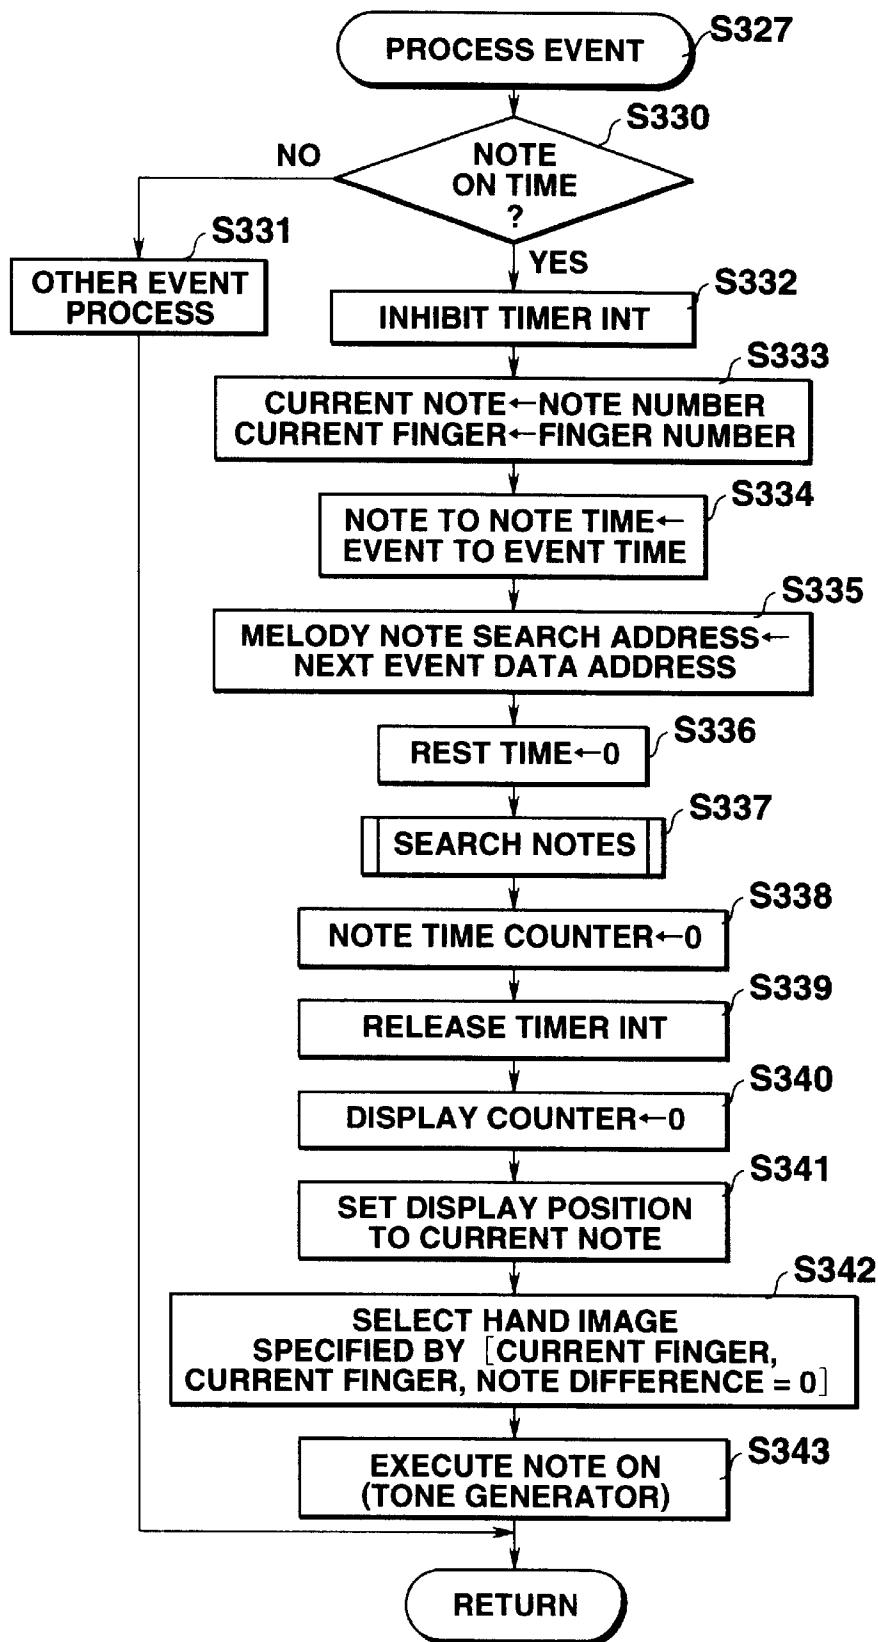 PROCESS EVENT
S327
S330
NOTE
ON TIME
?
NO
YES
S331
OTHER EVENT
PROCESS
S332
INHIBIT TIMER INT
S333
CURRENT NOTE←NOTE NUMBER
CURRENT FINGER←FINGER NUMBER
S334
NOTE TO NOTE TIME←
EVENT TO EVENT TIME
S335
MELODY NOTE SEARCH ADDRESS←
NEXT EVENT DATA ADDRESS
S336
REST TIME←0
S337
SEARCH NOTES
S338
NOTE TIME COUNTER←0
S339
RELEASE TIMER INT
S340
DISPLAY COUNTER←0
S341
SET DISPLAY POSITION
TO CURRENT NOTE
S342
SELECT HAND IMAGE
SPECIFIED BY [CURRENT FINGER,
CURRENT FINGER, NOTE DIFFERENCE = 0]
S343
EXECUTE NOTE ON
(TONE GENERATOR)
RETURN